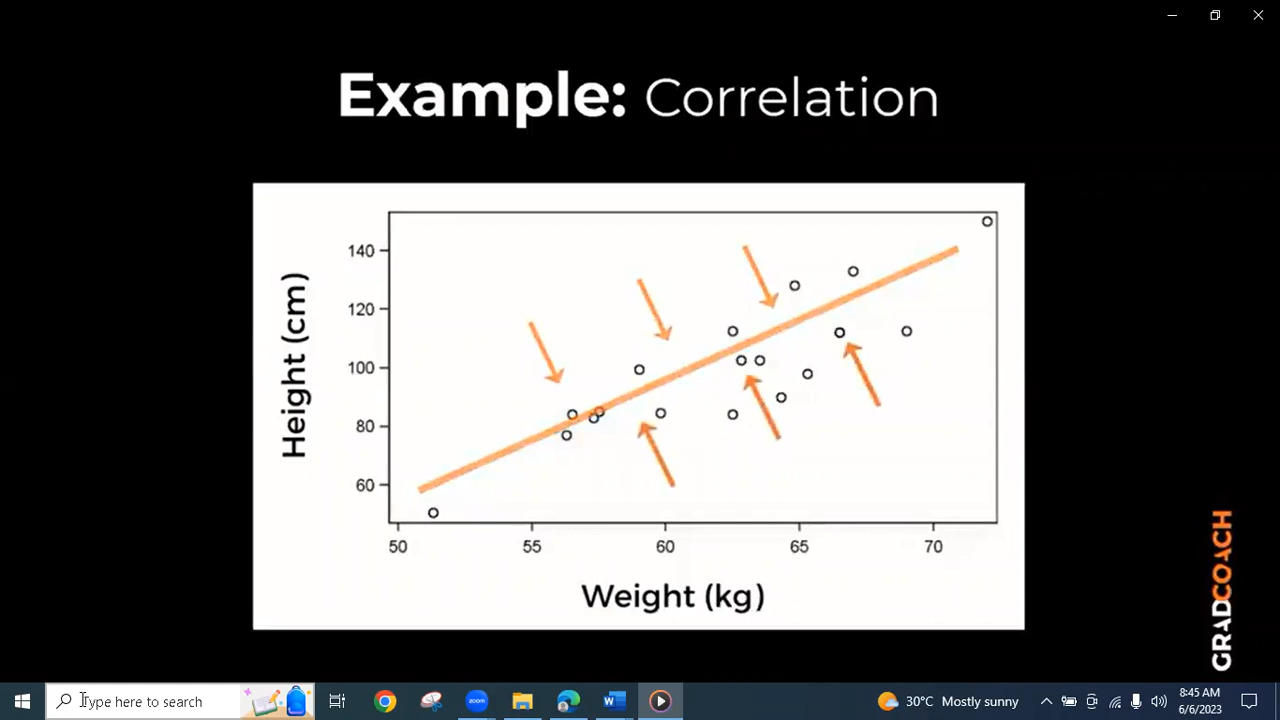 Example: Correlation
Height (cm)
140
120
100
80
60
50 55 60 65 70
Weight (kg)
GRADCOACH
Type here to search
zoom
W
30°C Mostly sunny
8:45 AM
6/6/2023